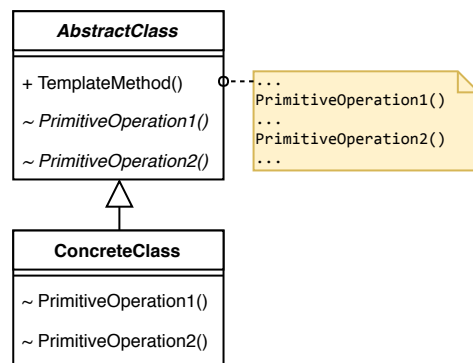 AbstractClass
+ TemplateMethod()
~ PrimitiveOperation1()
~ PrimitiveOperation2()
...
PrimitiveOperation1()
...
PrimitiveOperation2()
...
ConcreteClass
~ PrimitiveOperation1()
~ PrimitiveOperation2()